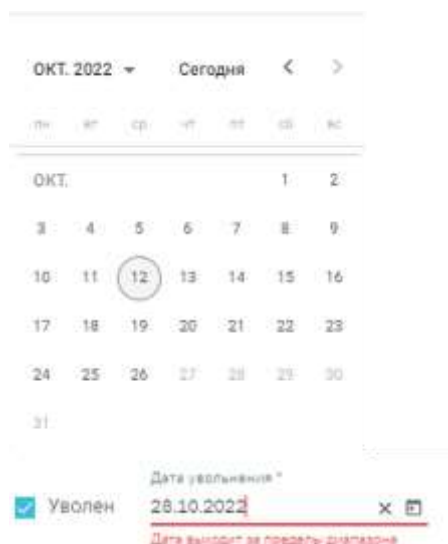 ОКТ. 2022 Сегодня
пн вт ср чт пт сб вс
ОКТ. 1 2
3 4 5 6 7 8 9
10 11 12 13 14 15 16
17 18 19 20 21 22 23
24 25 26 27 28 29 30
31
Дата увольнения *
Уволен 28.10.2022
Дата выходит за пределы диапазона